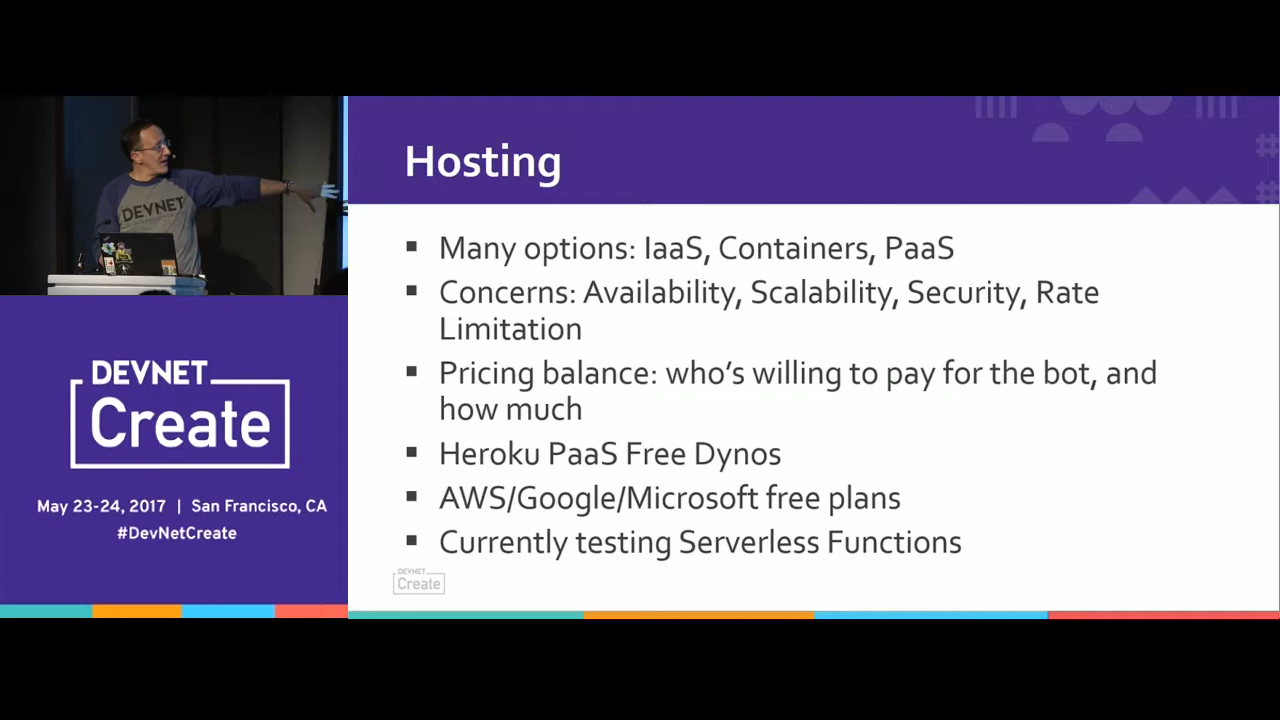 DEVNET
DEVNET
Create
May 23-24, 2017 | San Francisco, CA
#DevNetCreate
Hosting
▪ Many options: IaaS, Containers, PaaS
▪ Concerns: Availability, Scalability, Security, Rate
Limitation
▪ Pricing balance: who’s willing to pay for the bot, and
how much
▪ Heroku PaaS Free Dynos
▪ AWS/Google/Microsoft free plans
▪ Currently testing Serverless Functions
DEVNET
Create